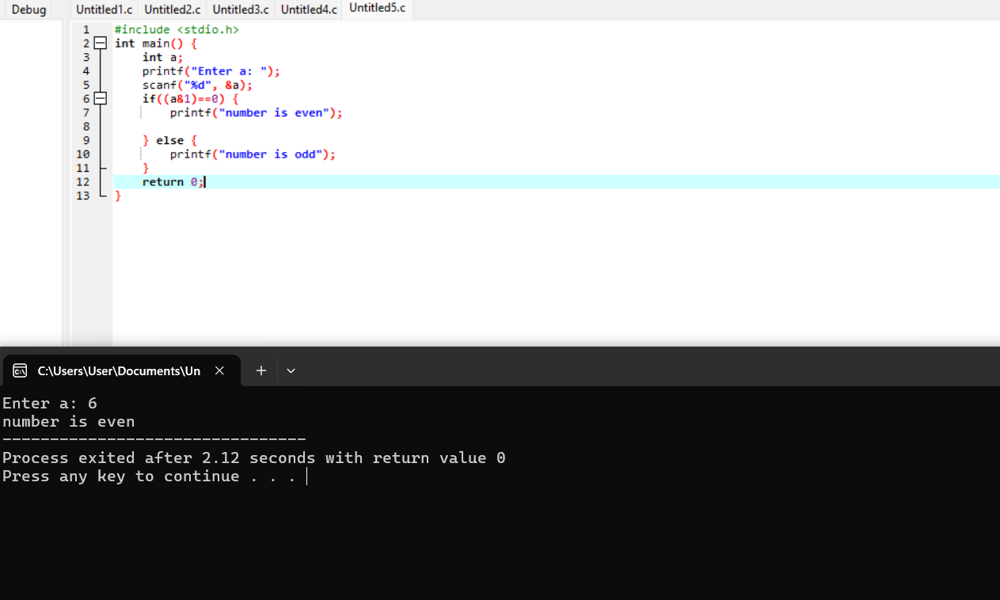 Debug Untitled1.c Untitled2.c Untitled3.c Untitled4.c Untitled5.c
1 #include <stdio.h>
2 int main() {
3     int a;
4     printf("Enter a: ");
5     scanf("%d", &a);
6     if((a&1)==0) {
7         printf("number is even");
8
9     } else {
10         printf("number is odd");
11     }
12     return 0;
13 }
C:\Users\User\Documents\Un
Enter a: 6
number is even
--------------------------------
Process exited after 2.12 seconds with return value 0
Press any key to continue . . .